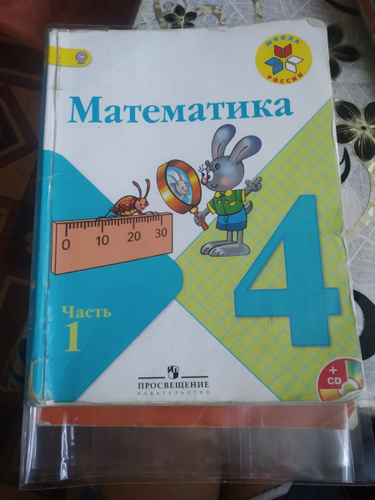 ШКОЛА
РОССИИ
Математика
0 10 20 30
4
Часть
1
ПРОСВЕЩЕНИЕ
ИЗДАТЕЛЬСТВО
+
CD